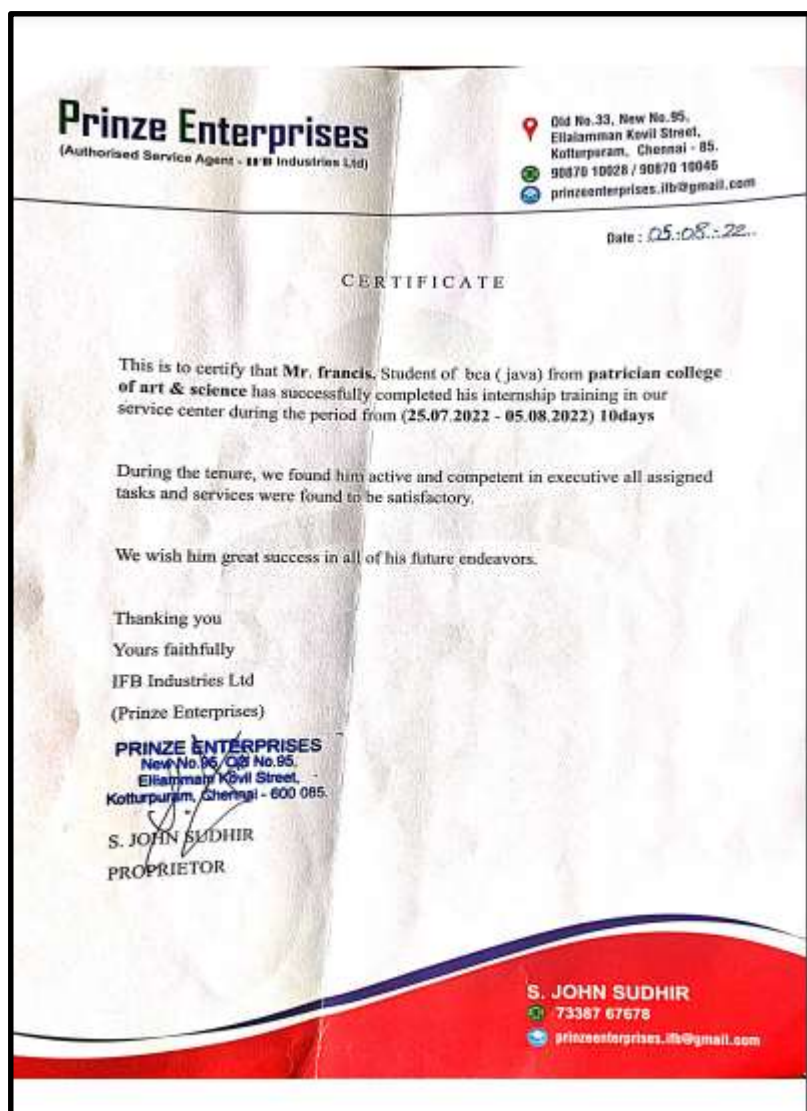 Prinze Enterprises
(Authorised Service Agent - IFB Industries Ltd)
Old No.33, New No.95,
Ellalamman Kovil Street,
Kotturpuram, Chennai - 85.
90870 10028 / 90870 10046
prinzeenterprises.ifb@gmail.com
Date : 05.08.22
CERTIFICATE
This is to certify that Mr. francis, Student of bca ( java) from patrician college
of art & science has successfully completed his internship training in our
service center during the period from (25.07.2022 - 05.08.2022) 10days
During the tenure, we found him active and competent in executive all assigned
tasks and services were found to be satisfactory.
We wish him great success in all of his future endeavors.
Thanking you
Yours faithfully
IFB Industries Ltd
(Prinze Enterprises)
PRINZE ENTERPRISES
New No.95, Old No.95,
Ellammam Kovil Street,
Kotturpuram, Chennai - 600 085.
S. JOHN SUDHIR
PROPRIETOR
S. JOHN SUDHIR
73387 67678
prinzeenterprises.ifb@gmail.com